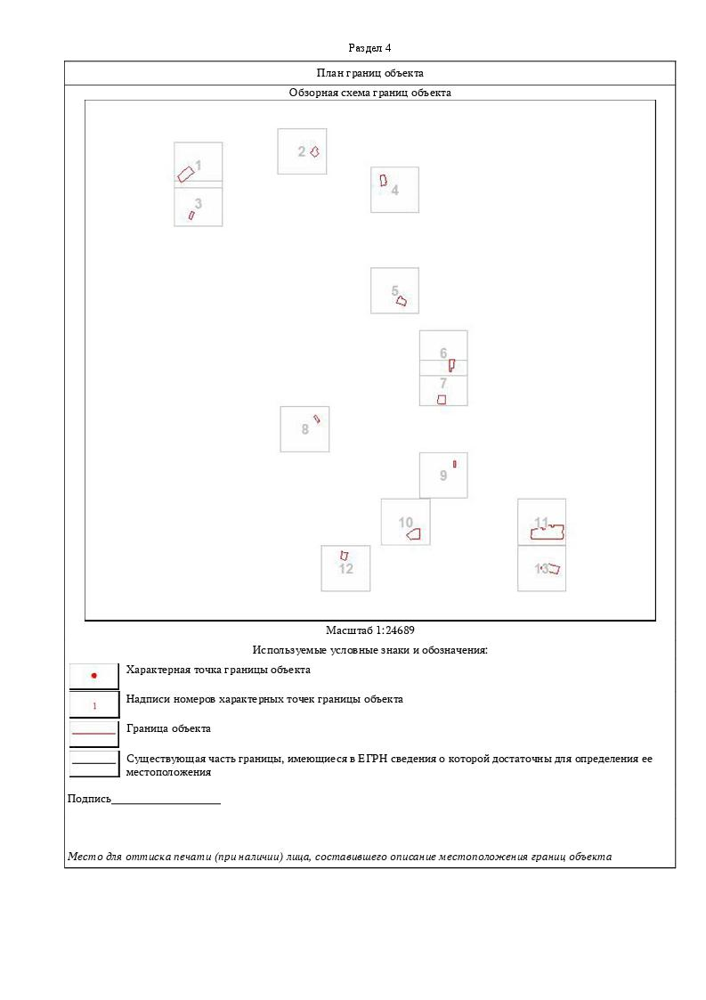 Раздел 4
План границ объекта
Обзорная схема границ объекта
1
2
3
4
5
6
7
8
9
10
11
12
13
Масштаб 1:24689
Используемые условные знаки и обозначения:
Характерная точка границы объекта
1
Надписи номеров характерных точек границы объекта
Граница объекта
Существующая часть границы, имеющиеся в ЕГРН сведения о которой достаточны для определения ее
местоположения
Подпись
Место для оттиска печати (при наличии) лица, составившего описание местоположения границ объекта